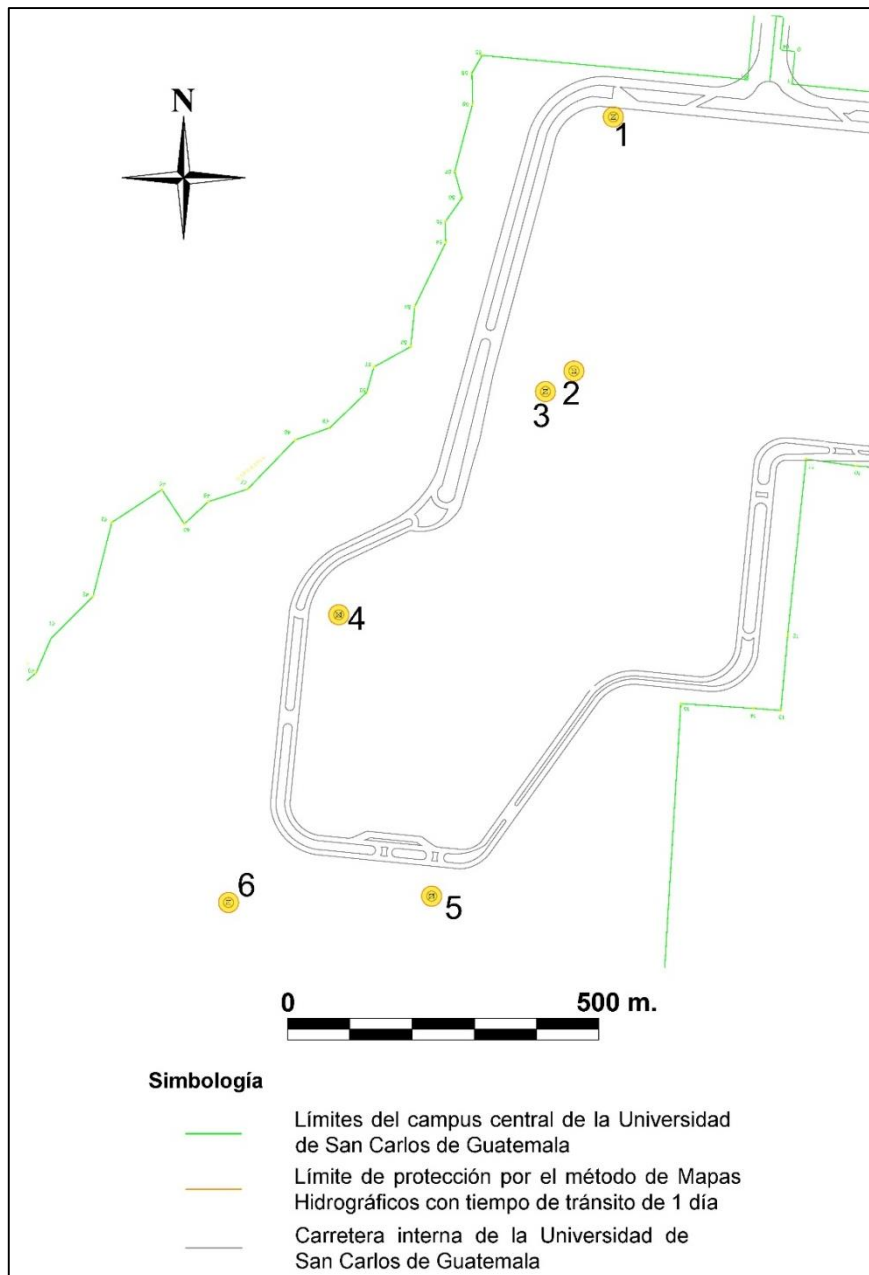 N
1
2
3
4
5
6
0 500 m.
Simbología
Límites del campus central de la Universidad
de San Carlos de Guatemala
Límite de protección por el método de Mapas
Hidrográficos con tiempo de tránsito de 1 día
Carretera interna de la Universidad de
San Carlos de Guatemala